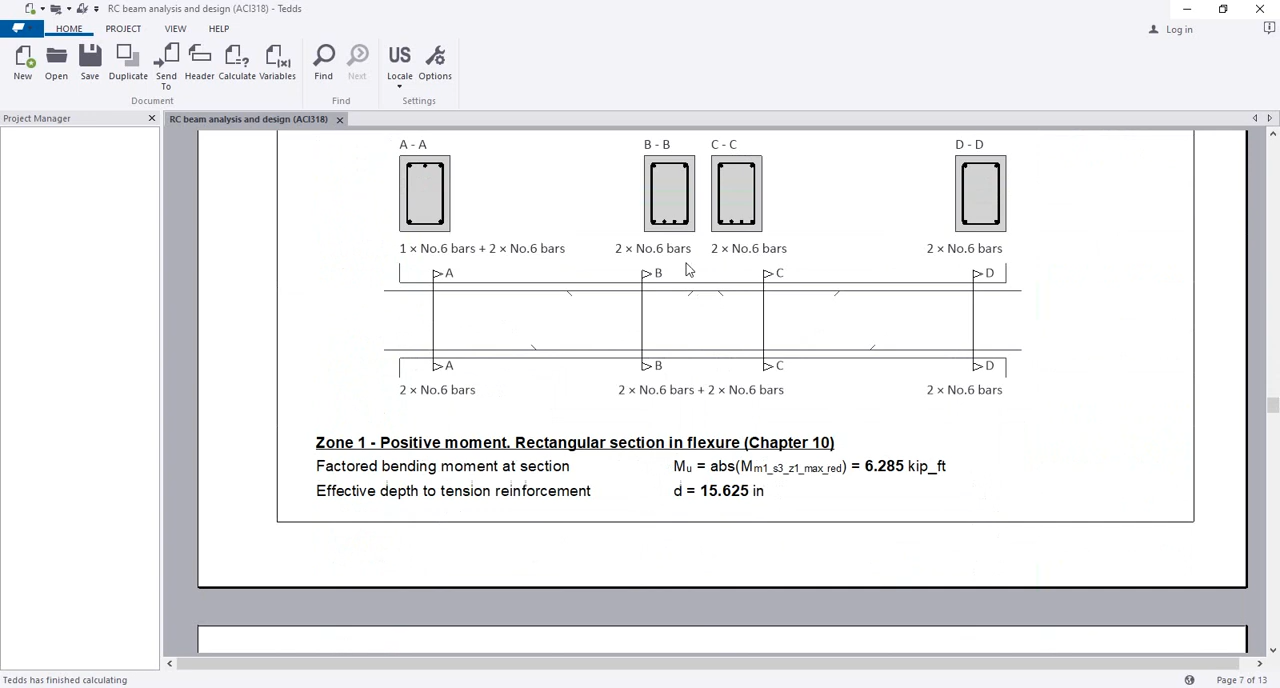 RC beam analysis and design (ACI318) - Tedds
HOME PROJECT VIEW HELP
Log in
New Open Save Duplicate Send To Header Calculate Variables Find Next US Locale Options
Document Find Settings
Project Manager
RC beam analysis and design (ACI318)
A - A B - B C - C D - D
1 × No.6 bars + 2 × No.6 bars 2 × No.6 bars 2 × No.6 bars 2 × No.6 bars
A B C D
A B C D
2 × No.6 bars 2 × No.6 bars + 2 × No.6 bars 2 × No.6 bars
Zone 1 - Positive moment. Rectangular section in flexure (Chapter 10)
Factored bending moment at section Mu = abs(Mm1_s3_z1_max_red) = 6.285 kip_ft
Effective depth to tension reinforcement d = 15.625 in
Tedds has finished calculating
Page 7 of 13